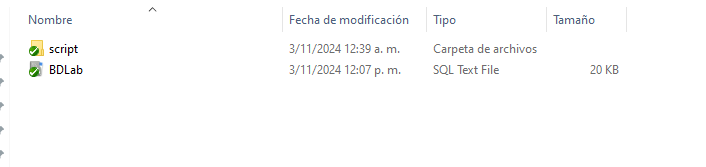 Nombre Fecha de modificación Tipo Tamaño
script 3/11/2024 12:39 a. m. Carpeta de archivos
BDLab 3/11/2024 12:07 p. m. SQL Text File 20 KB